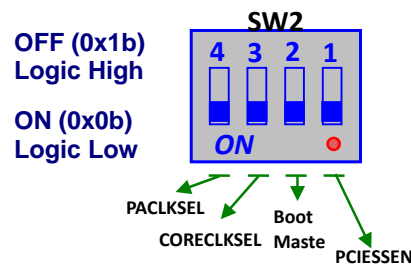 SW2
OFF (0x1b)
Logic High
4 3 2 1
ON (0x0b)
Logic Low
ON
PACLKSEL
CORECLKSEL
Boot
Maste
PCIESSEN